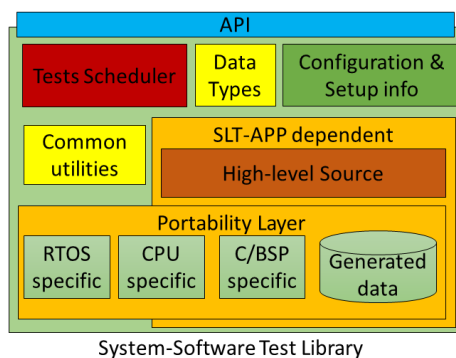 API
Tests Scheduler
Data
Types
Configuration &
Setup info
Common
utilities
SLT-APP dependent
High-level Source
Portability Layer
RTOS
specific
CPU
specific
C/BSP
specific
Generated
data
System-Software Test Library